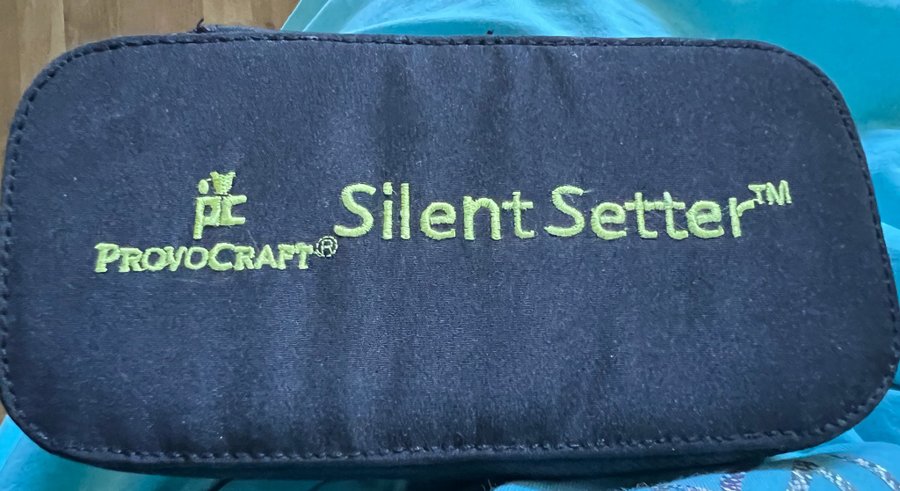 pc
PROVOCRAFT®
Silent Setter™